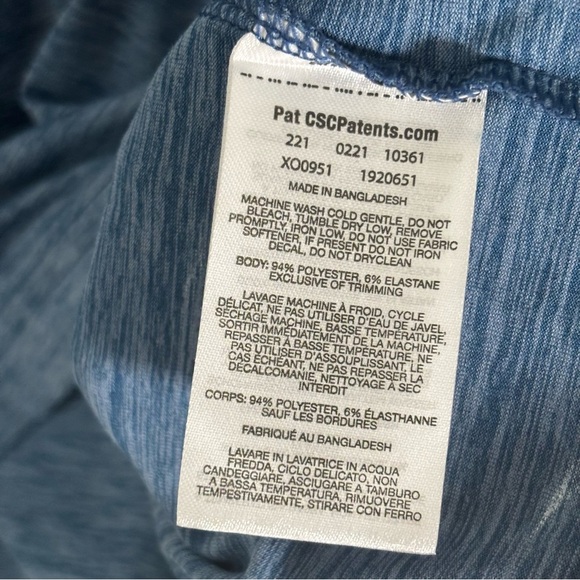 Pat CSCPatents.com
221 0221 10361
XO0951 1920651
MADE IN BANGLADESH
MACHINE WASH COLD GENTLE, DO NOT
BLEACH, TUMBLE DRY LOW, REMOVE
PROMPTLY, IRON LOW, DO NOT USE FABRIC
SOFTENER, IF PRESENT DO NOT IRON
DECAL, DO NOT DRYCLEAN
BODY: 94% POLYESTER, 6% ELASTANE
EXCLUSIVE OF TRIMMING
LAVAGE MACHINE À FROID, CYCLE
DÉLICAT, NE PAS UTILISER D'EAU DE JAVEL,
SÉCHAGE MACHINE, BASSE TEMPÉRATURE,
SORTIR IMMÉDIATEMENT DE LA MACHINE,
REPASSER À BASSE TEMPÉRATURE, NE
PAS UTILISER D'ASSOUPLISSANT. LE
CAS ÉCHÉANT, NE PAS REPASSER LA
DÉCALCOMANIE, NETTOYAGE A SEC
INTERDIT
CORPS: 94% POLYESTER, 6% ÉLASTHANNE
SAUF LES BORDURES
FABRIQUÉ AU BANGLADESH
LAVARE IN LAVATRICE IN ACQUA
FREDDA, CICLO DELICATO, NON
CANDEGGIARE, ASCIUGARE A TAMBURO
A BASSA TEMPERATURA, RIMUOVERE
TEMPESTIVAMENTE, STIRARE CON FERRO